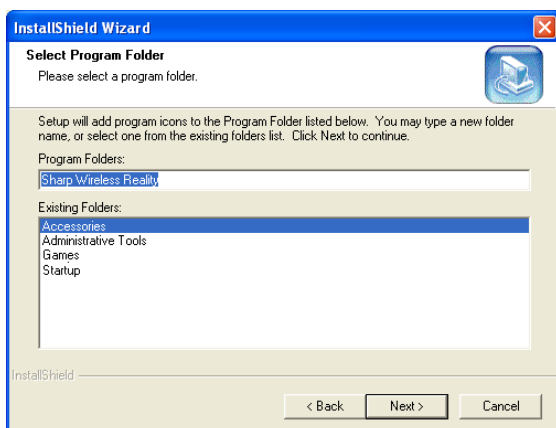 InstallShield Wizard
Select Program Folder
Please select a program folder.
Setup will add program icons to the Program Folder listed below. You may type a new folder
name, or select one from the existing folders list. Click Next to continue.
Program Folders:
Sharp Wireless Reality
Existing Folders:
Accessories
Administrative Tools
Games
Startup
InstallShield
< Back Next > Cancel